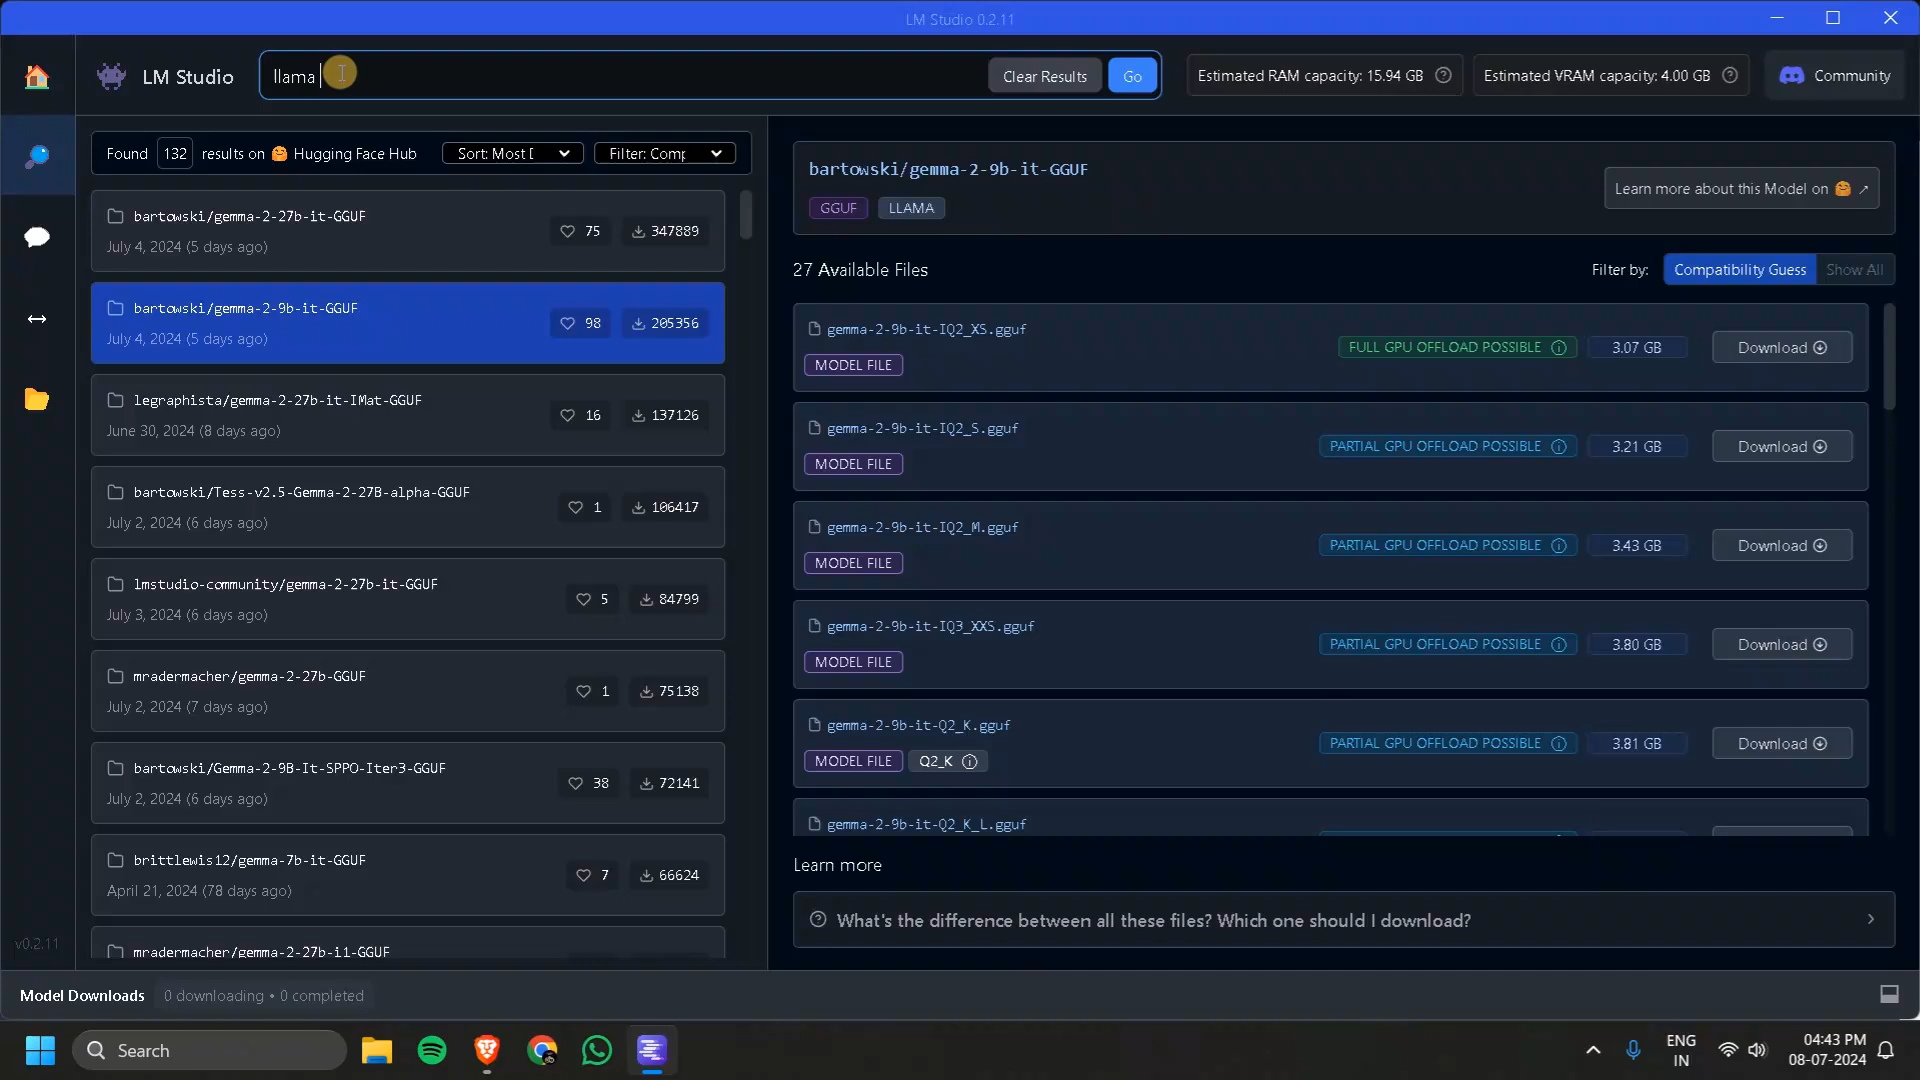 LM Studio 0.2.11
LM Studio
llama
Clear Results
Go
Estimated RAM capacity: 15.94 GB
Estimated VRAM capacity: 4.00 GB
Community
Found 132 results on Hugging Face Hub
Sort: Most D
Filter: Comp
bartowski/gemma-2-27b-it-GGUF
75
347889
July 4, 2024 (5 days ago)
bartowski/gemma-2-9b-it-GGUF
98
205356
July 4, 2024 (5 days ago)
legraphista/gemma-2-27b-it-IMat-GGUF
16
137126
June 30, 2024 (8 days ago)
bartowski/Tess-v2.5-Gemma-2-27B-alpha-GGUF
1
106417
July 2, 2024 (6 days ago)
lmstudio-community/gemma-2-27b-it-GGUF
5
84799
July 3, 2024 (6 days ago)
mradermacher/gemma-2-27b-GGUF
1
75138
July 2, 2024 (7 days ago)
bartowski/Gemma-2-9B-It-SPPO-Iter3-GGUF
38
72141
July 2, 2024 (6 days ago)
brittlewis12/gemma-7b-it-GGUF
7
66624
April 21, 2024 (78 days ago)
mradermacher/gemma-2-27b-i1-GGUF
v0.2.11
bartowski/gemma-2-9b-it-GGUF
GGUF
LLAMA
Learn more about this Model on
27 Available Files
Filter by:
Compatibility Guess
Show All
gemma-2-9b-it-IQ2_XS.gguf
MODEL FILE
FULL GPU OFFLOAD POSSIBLE
3.07 GB
Download
gemma-2-9b-it-IQ2_S.gguf
MODEL FILE
PARTIAL GPU OFFLOAD POSSIBLE
3.21 GB
Download
gemma-2-9b-it-IQ2_M.gguf
MODEL FILE
PARTIAL GPU OFFLOAD POSSIBLE
3.43 GB
Download
gemma-2-9b-it-IQ3_XXS.gguf
MODEL FILE
PARTIAL GPU OFFLOAD POSSIBLE
3.80 GB
Download
gemma-2-9b-it-Q2_K.gguf
MODEL FILE
Q2_K
PARTIAL GPU OFFLOAD POSSIBLE
3.81 GB
Download
gemma-2-9b-it-Q2_K_L.gguf
Learn more
What's the difference between all these files? Which one should I download?
Model Downloads
0 downloading • 0 completed
Search
ENG
IN
04:43 PM
08-07-2024